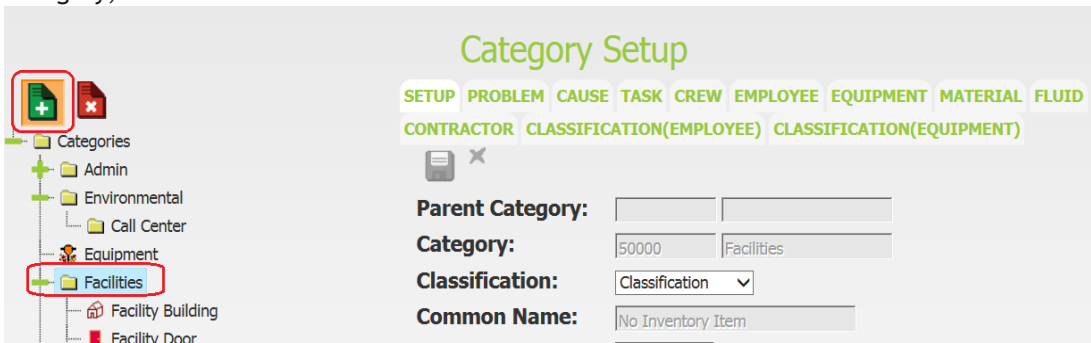 Category Setup
SETUP PROBLEM CAUSE TASK CREW EMPLOYEE EQUIPMENT MATERIAL FLUID
CONTRACTOR CLASSIFICATION(EMPLOYEE) CLASSIFICATION(EQUIPMENT)
Categories
Admin
Environmental
Call Center
Equipment
Facilities
Facility Building
Facility Door
Parent Category:
Category: 50000 Facilities
Classification: Classification
Common Name: No Inventory Item